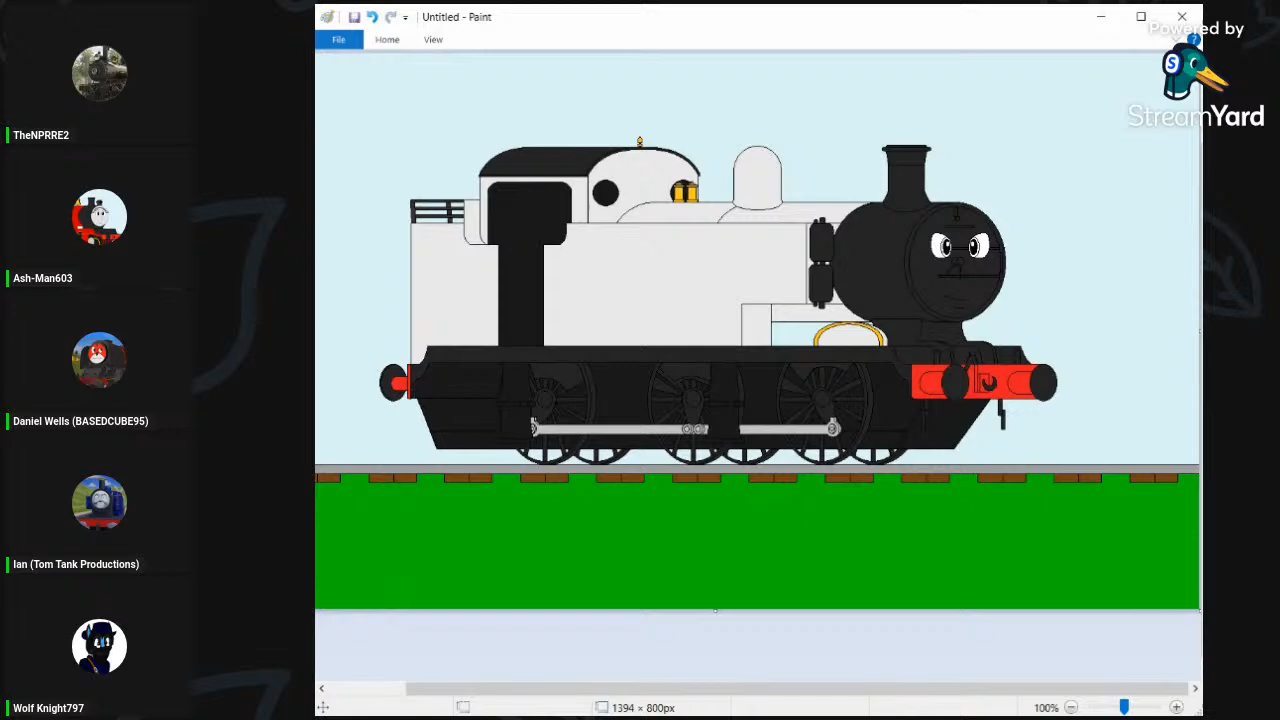 Untitled - Paint
File Home View
Powered by
StreamYard
TheNPRRE2
Ash-Man603
Daniel Wells (BASEDCUBE95)
Ian (Tom Tank Productions)
Wolf Knight797
1394 × 800px
100%